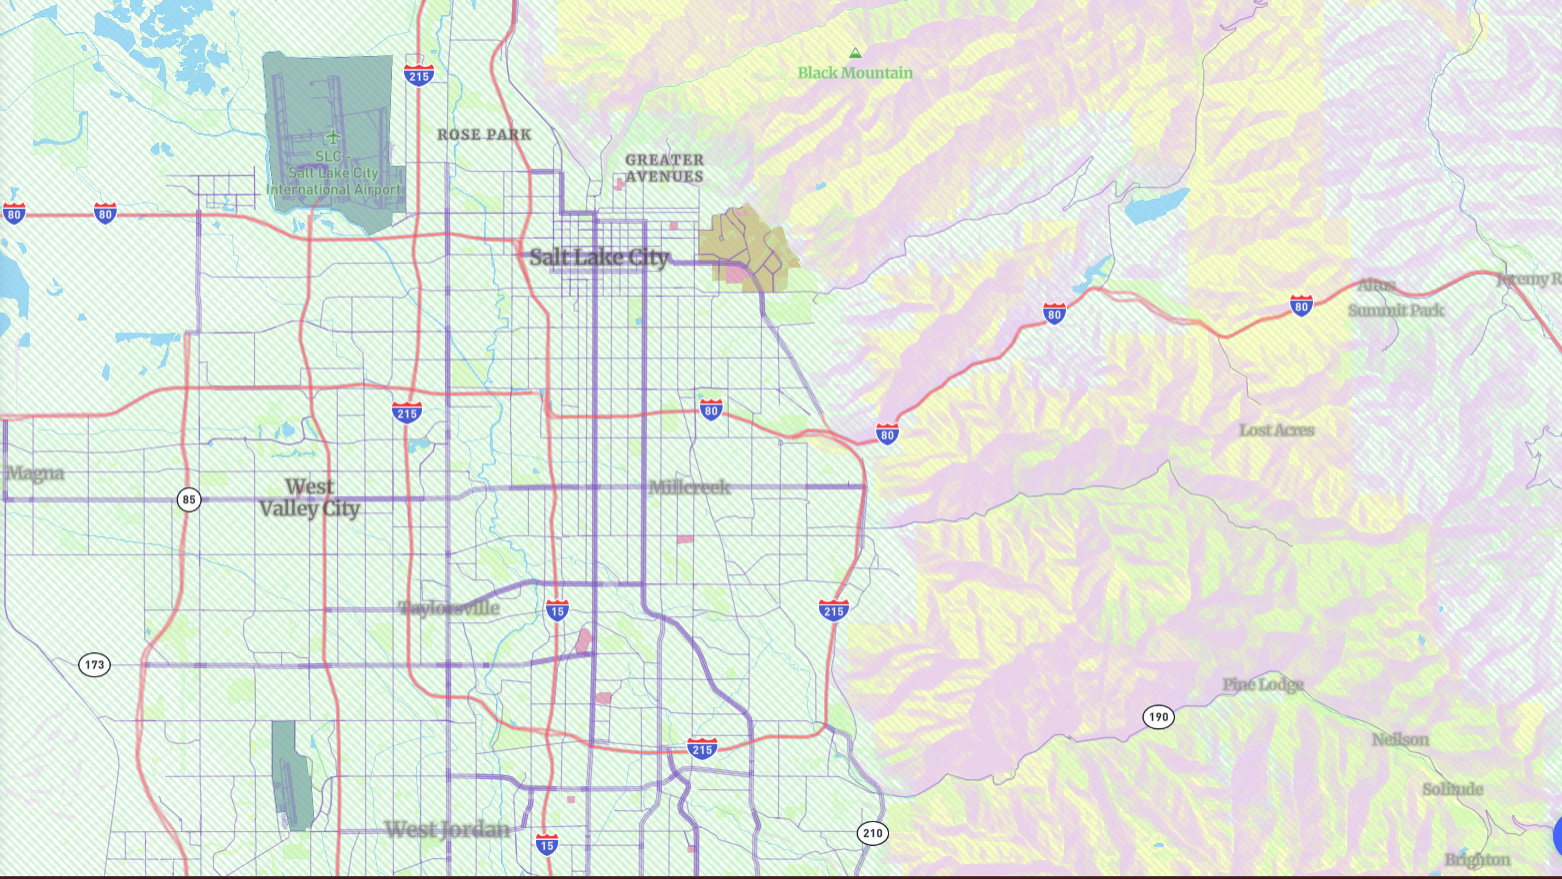 Black Mountain
215
ROSE PARK
GREATER
AVENUES
SLC -
Salt Lake City
International Airport
80
80
Salt Lake City
80
80
Altus
Summit Park
Jeremy R
215
80
80
Lost Acres
Magna
85
West
Valley City
Millcreek
Taylorsville
15
215
173
Pine Lodge
190
215
Neilson
Solitude
West Jordan
15
210
Brighton